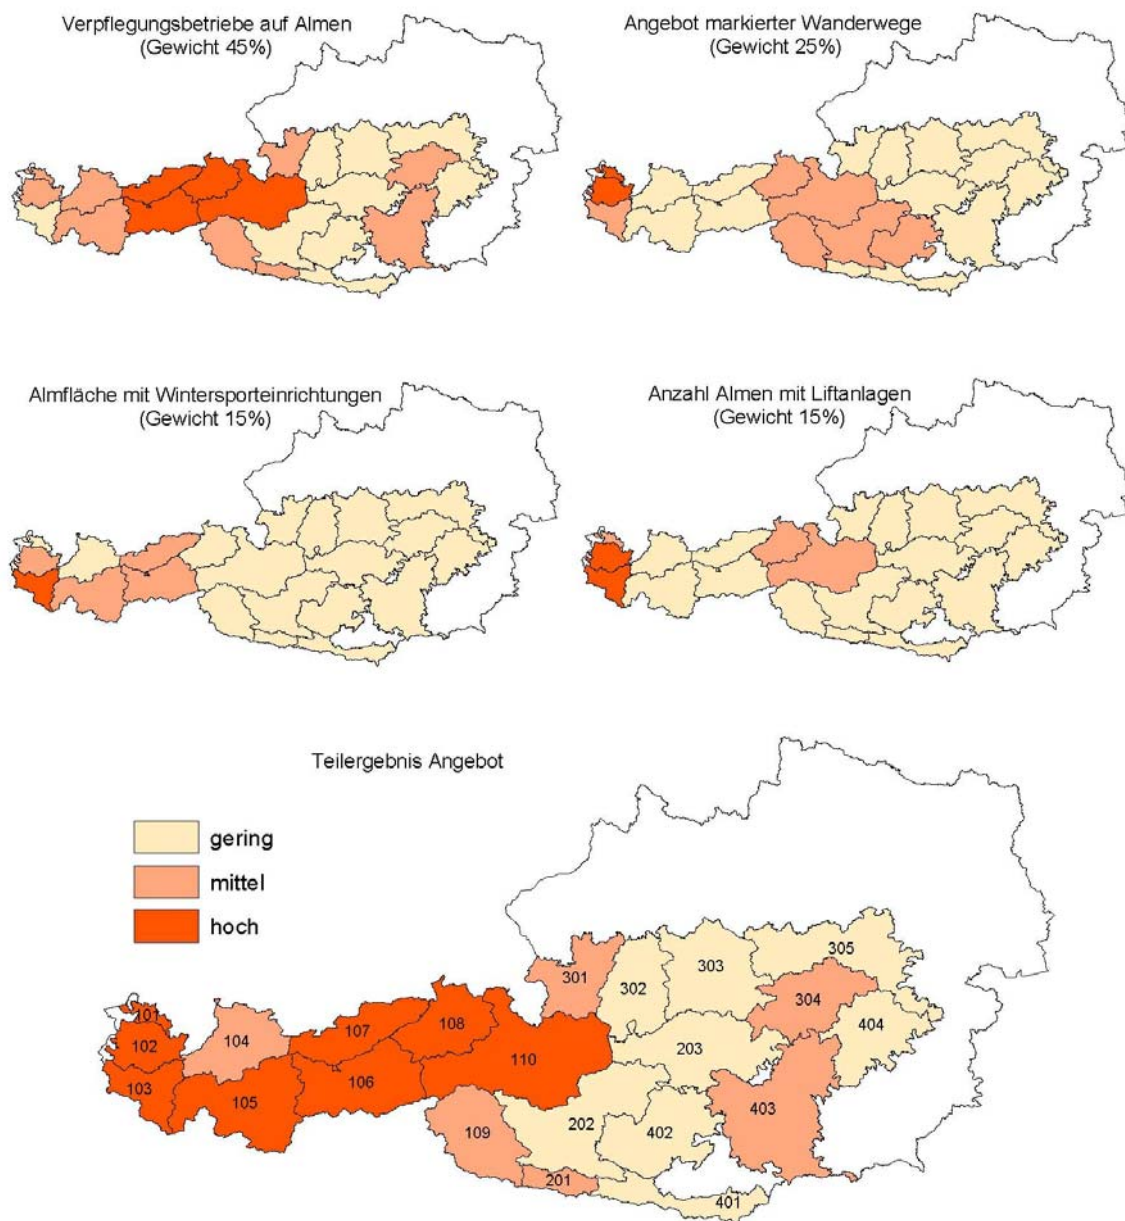 Verpflegungsbetriebe auf Almen
(Gewicht 45%)
Angebot markierter Wanderwege
(Gewicht 25%)
Almfläche mit Wintersporteinrichtungen
(Gewicht 15%)
Anzahl Almen mit Liftanlagen
(Gewicht 15%)
Teilergebnis Angebot
gering
mittel
hoch
305
303
301
302
304
101
404
108
107
102
104
203
110
103
106
105
403
202
402
109
201
401